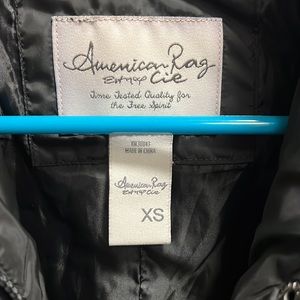 American Rag
Cie
Time Tested Quality for
the Free Spirit
MADE IN CHINA
American Rag
Cie
XS